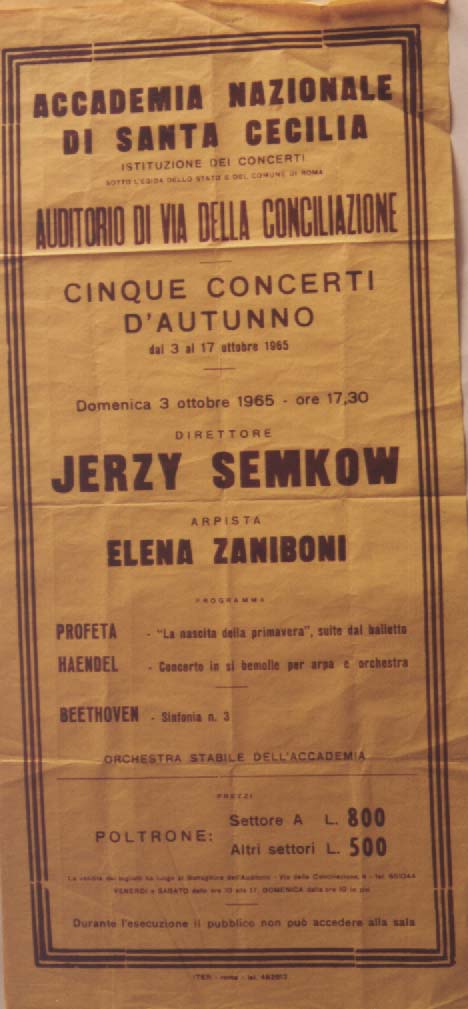 ACCADEMIA NAZIONALE
DI SANTA CECILIA
ISTITUZIONE DEI CONCERTI
SOTTO L'EGIDA DELLO STATO E DEL COMUNE DI ROMA
AUDITORIO DI VIA DELLA CONCILIAZIONE
CINQUE CONCERTI
D'AUTUNNO
dal 3 al 17 ottobre 1965
Domenica 3 ottobre 1965 - ore 17,30
DIRETTORE
JERZY SEMKOW
ARPISTA
ELENA ZANIBONI
PROGRAMMA
PROFETA - "La nascita della primavera", suite dal balletto
HAENDEL - Concerto in si bemolle per arpa e orchestra
BEETHOVEN - Sinfonia n. 3
ORCHESTRA STABILE DELL'ACCADEMIA
PREZZI
POLTRONE:
Settore A L. 800
Altri settori L. 500
La vendita dei biglietti ha luogo al Botteghino dell'Auditorio - Via della Conciliazione, 4 - tel.
VENERDI e SABATO dalle ore 10 alle 17, DOMENICA dalle ore 10 in poi
Durante l'esecuzione il pubblico non può accedere alla sala
ITER - roma - tel.